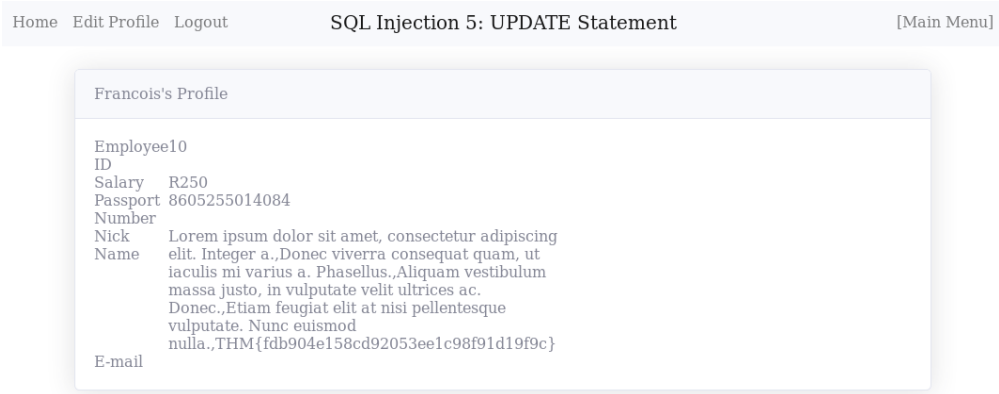 Home Edit Profile Logout SQL Injection 5: UPDATE Statement [Main Menu]
Francois's Profile
Employee10
ID
Salary R250
Passport 8605255014084
Number
Nick Lorem ipsum dolor sit amet, consectetur adipiscing
Name elit. Integer a.,Donec viverra consequat quam, ut
iaculis mi varius a. Phasellus.,Aliquam vestibulum
massa justo, in vulputate velit ultrices ac.
Donec.,Etiam feugiat elit at nisi pellentesque
vulputate. Nunc euismod
nulla.,THM{fdb904e158cd92053ee1c98f91d19f9c}
E-mail